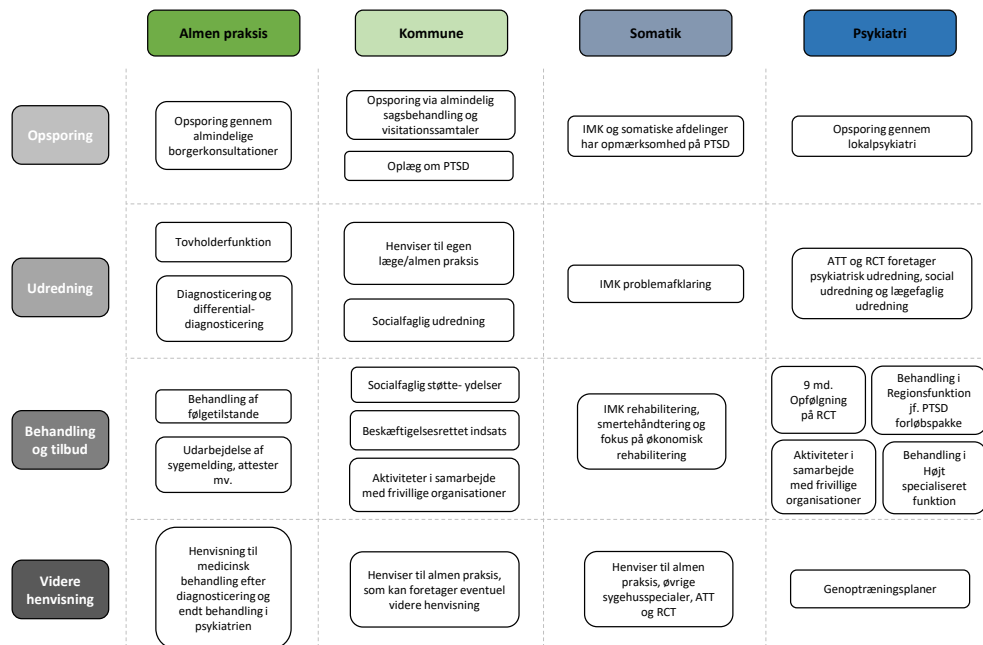 Almen praksis
Kommune
Somatik
Psykiatri
Opsporing
Opsporing gennem
almindelige
borgerkonsultationer
Opsporing via almindelig
sagsbehandling og
visitationssamtaler
Oplæg om PTSD
IMK og somatiske afdelinger
har opmærksomhed på PTSD
Opsporing gennem
lokalpsykiatri
Udredning
Tovholderfunktion
Diagnosticering og
differential-
diagnosticering
Henviser til egen
læge/almen praksis
Socialfaglig udredning
IMK problemafklaring
ATT og RCT foretager
psykiatrisk udredning, social
udredning og lægefaglig
udredning
Behandling
og tilbud
Behandling af
følgetilstande
Udarbejdelse af
sygemelding, attester
mv.
Socialfaglig støtte- ydelser
Beskæftigelsesrettet indsats
Aktiviteter i samarbejde
med frivillige organisationer
IMK rehabilitering,
smertehåndtering og
fokus på økonomisk
rehabilitering
9 md.
Opfølgning
på RCT
Behandling i
Regionsfunktion
jf. PTSD
forløbspakke
Aktiviteter i
samarbejde
med frivillige
organisationer
Behandling i
Højt
specialiseret
funktion
Videre
henvisning
Henvisning til
medicinsk
behandling efter
diagnosticering og
endt behandling i
psykiatrien
Henviser til almen praksis,
som kan foretager eventuel
videre henvisning
Henviser til almen
praksis, øvrige
sygehusspecialer, ATT
og RCT
Genoptræningsplaner